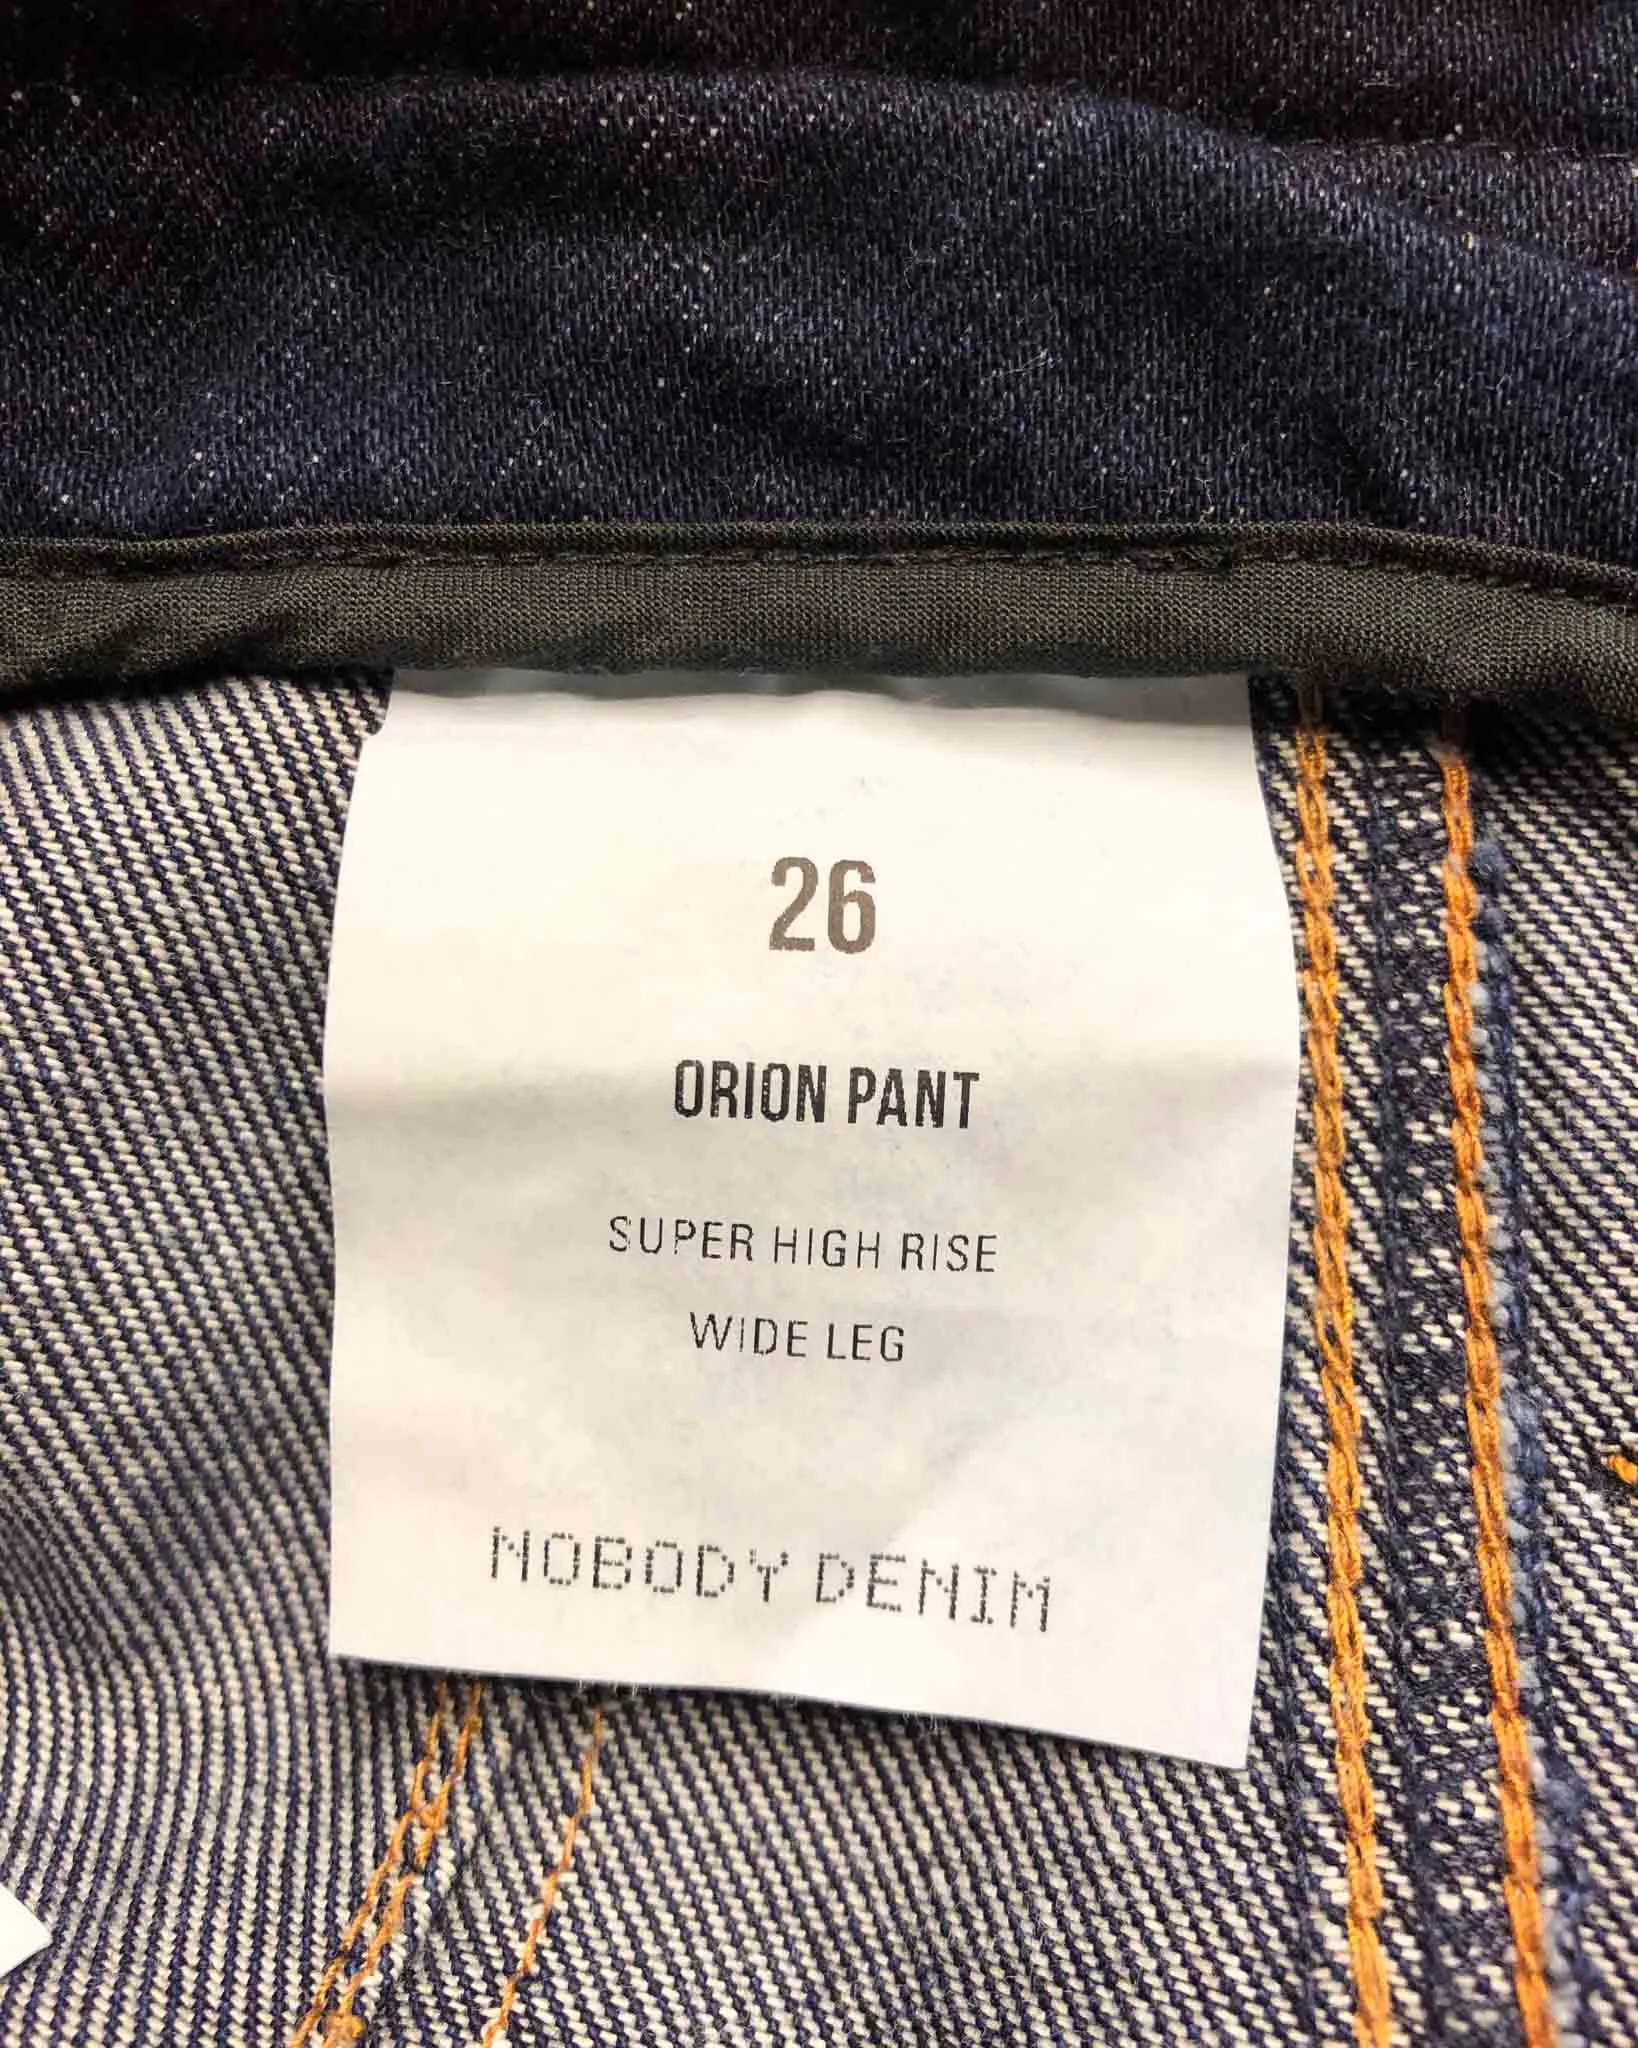 26
ORION PANT
SUPER HIGH RISE
WIDE LEG
NOBODY DENIM